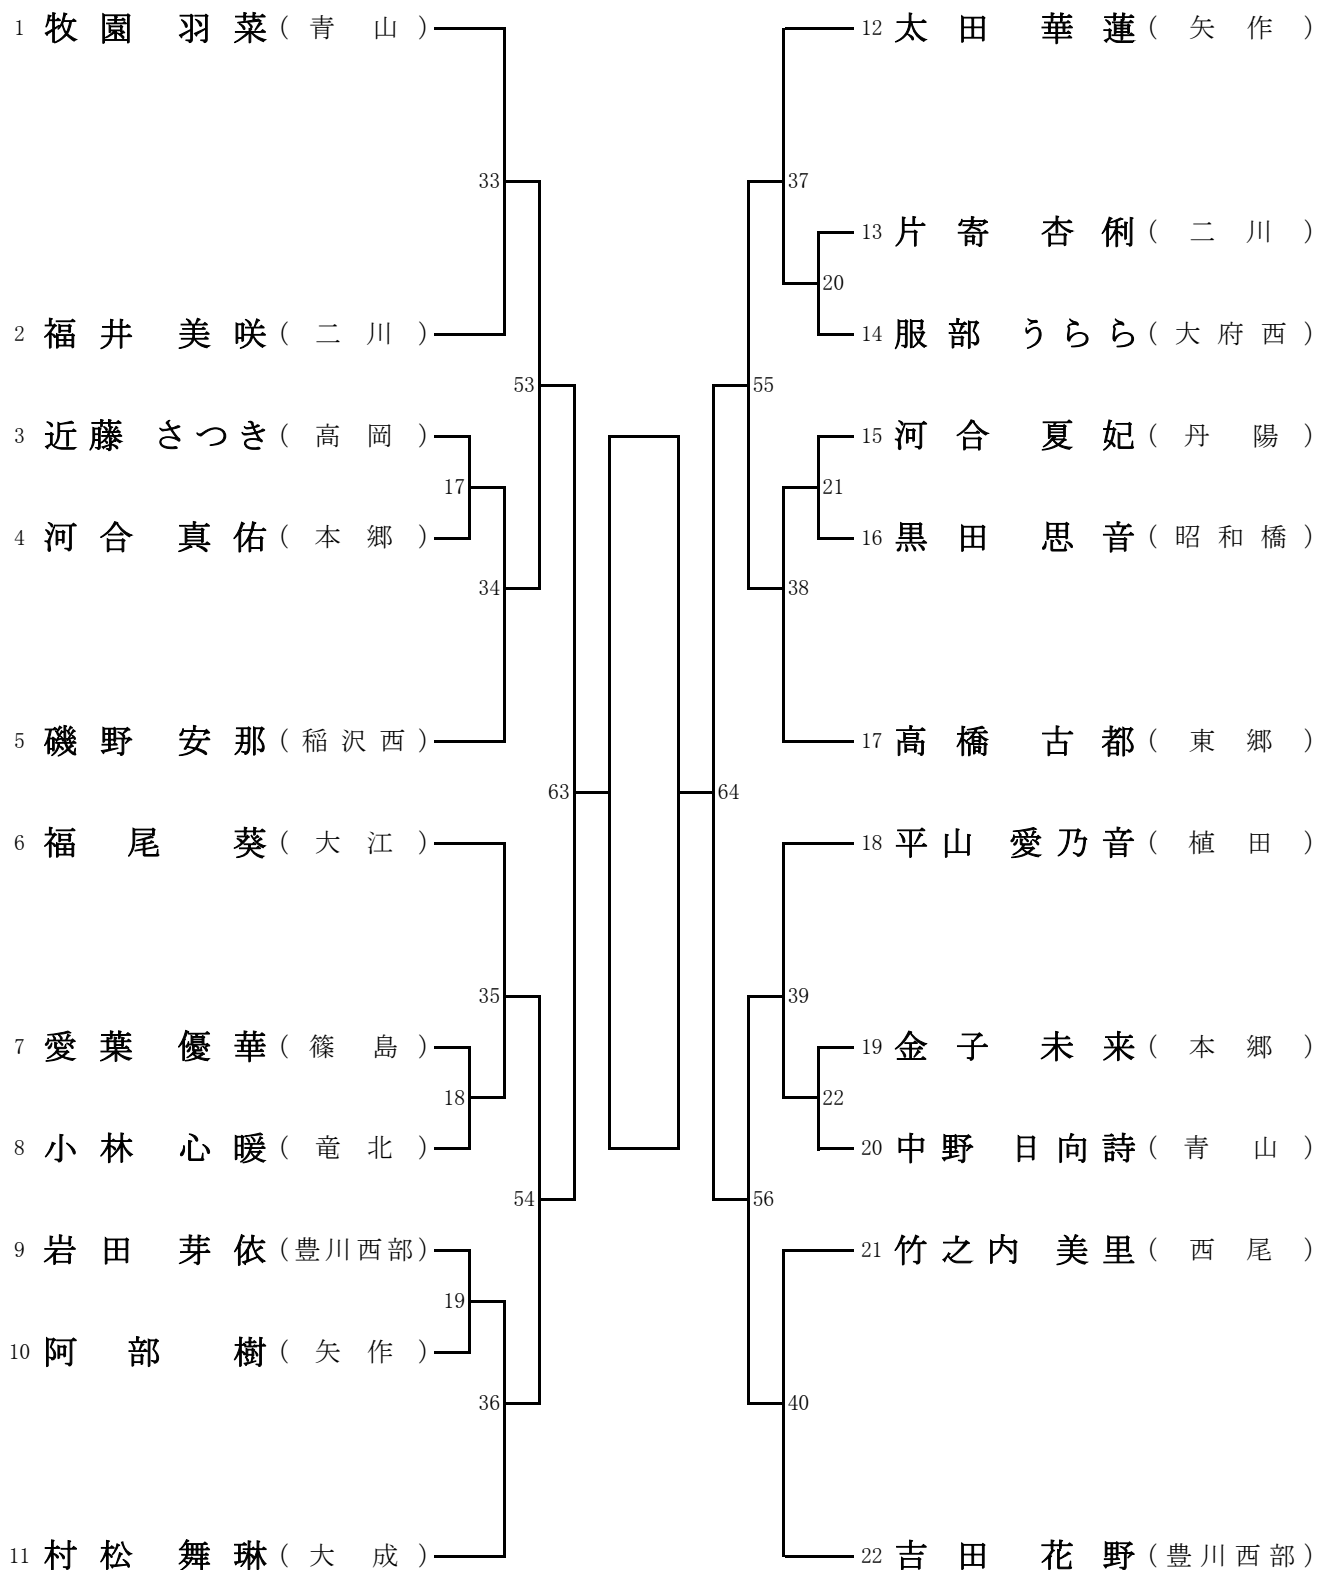 1 牧園 羽菜 (青山)
33
2 福井 美咲 (二川)
53
3 近藤 さつき (高岡)
17
4 河合 真佑 (本郷)
34
5 磯野 安那 (稲沢西)
63
6 福尾 葵 (大江)
35
7 愛葉 優華 (篠島)
18
8 小林 心暖 (竜北)
54
9 岩田 芽依 (豊川西部)
19
10 阿部 樹 (矢作)
36
11 村松 舞琳 (大成)
12 太田 華蓮 (矢作)
37
13 片寄 杏俐 (二川)
20
14 服部 うらら (大府西)
55
15 河合 夏妃 (丹陽)
21
16 黒田 思音 (昭和橋)
38
17 高橋 古都 (東郷)
64
18 平山 愛乃音 (植田)
39
19 金子 未来 (本郷)
22
20 中野 日向詩 (青山)
56
21 竹之内 美里 (西尾)
40
22 吉田 花野 (豊川西部)